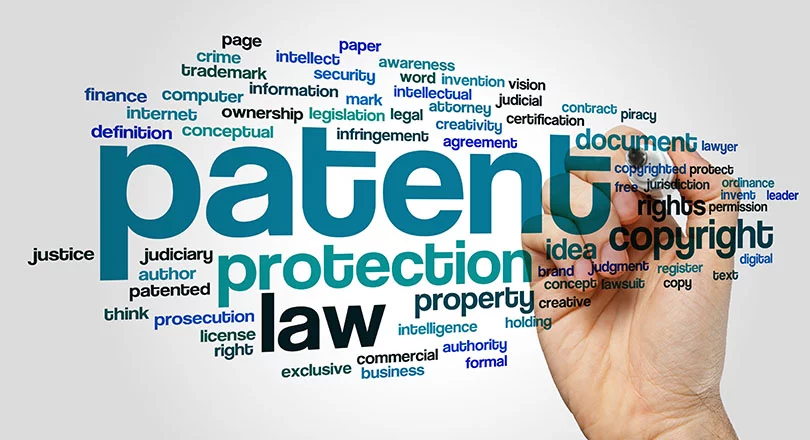 page
paper
crime
intellect
awareness
trademark
security
word
invention
vision
finance
computer
information
mark
intellectual
judicial
internet
ownership
legislation
legal
attorney
certification
contract
piracy
definition
conceptual
infringement
creativity
agreement
document
lawyer
patent
copyrighted
protect
free
jurisdiction
ordinance
invent
leader
rights
permission
copyright
justice
judiciary
protection
idea
digital
author
brand
judgment
register
text
patented
concept
lawsuit
copy
think
prosecution
law
property
creative
license
intelligence
holding
right
commercial
authority
exclusive
business
formal